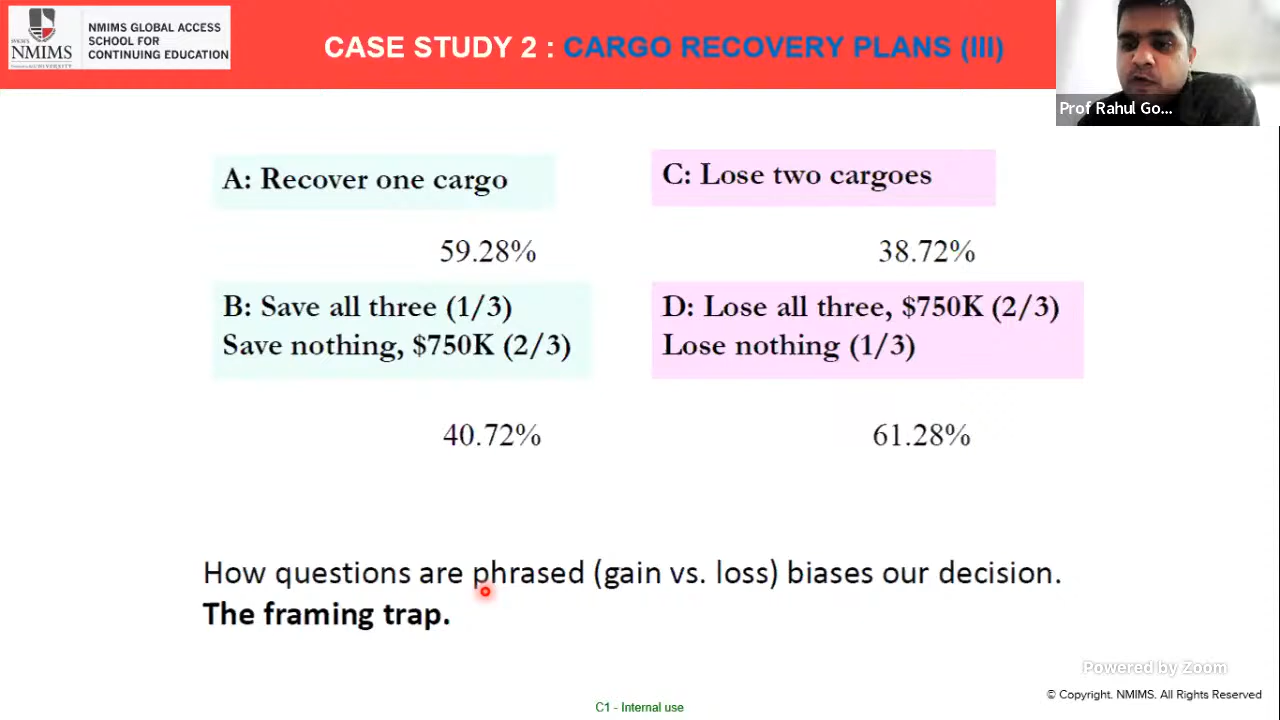 SVKM'S
NMIMS
NMIMS GLOBAL ACCESS
SCHOOL FOR
CONTINUING EDUCATION
CASE STUDY 2 : CARGO RECOVERY PLANS (III)
Prof Rahul Go...
A: Recover one cargo
59.28%
B: Save all three (1/3)
Save nothing, $750K (2/3)
40.72%
C: Lose two cargoes
38.72%
D: Lose all three, $750K (2/3)
Lose nothing (1/3)
61.28%
How questions are phrased (gain vs. loss) biases our decision.
The framing trap.
Powered by Zoom
© Copyright. NMIMS. All Rights Reserved
C1 - Internal use